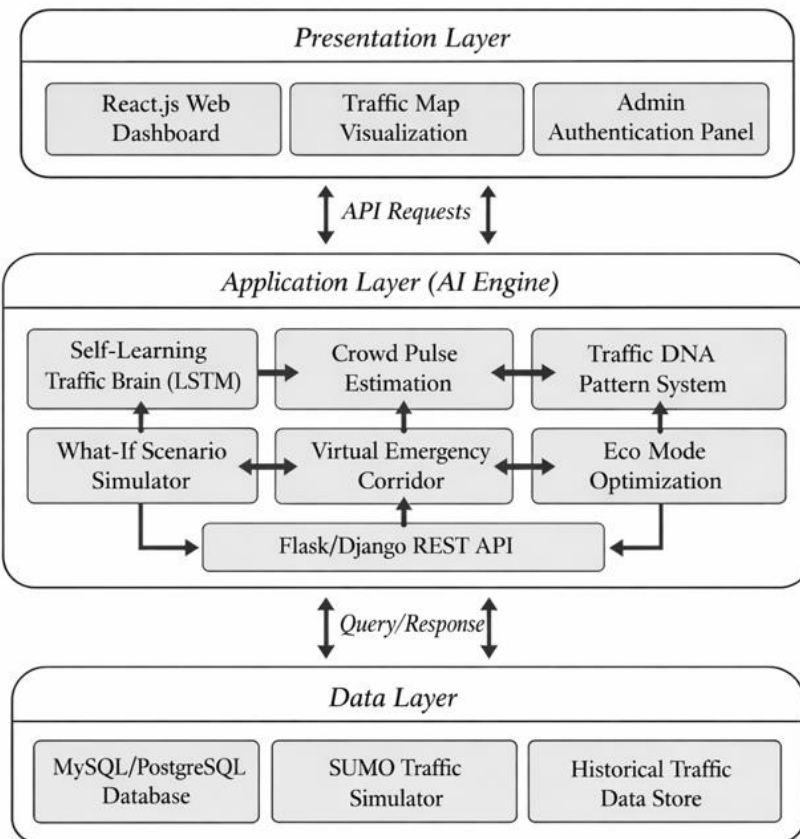 Presentation Layer
React.js Web
Dashboard
Traffic Map
Visualization
Admin
Authentication Panel
API Requests
Application Layer (AI Engine)
Self-Learning
Traffic Brain (LSTM)
Crowd Pulse
Estimation
Traffic DNA
Pattern System
What-If Scenario
Simulator
Virtual Emergency
Corridor
Eco Mode
Optimization
Flask/Django REST API
Query/Response
Data Layer
MySQL/PostgreSQL
Database
SUMO Traffic
Simulator
Historical Traffic
Data Store